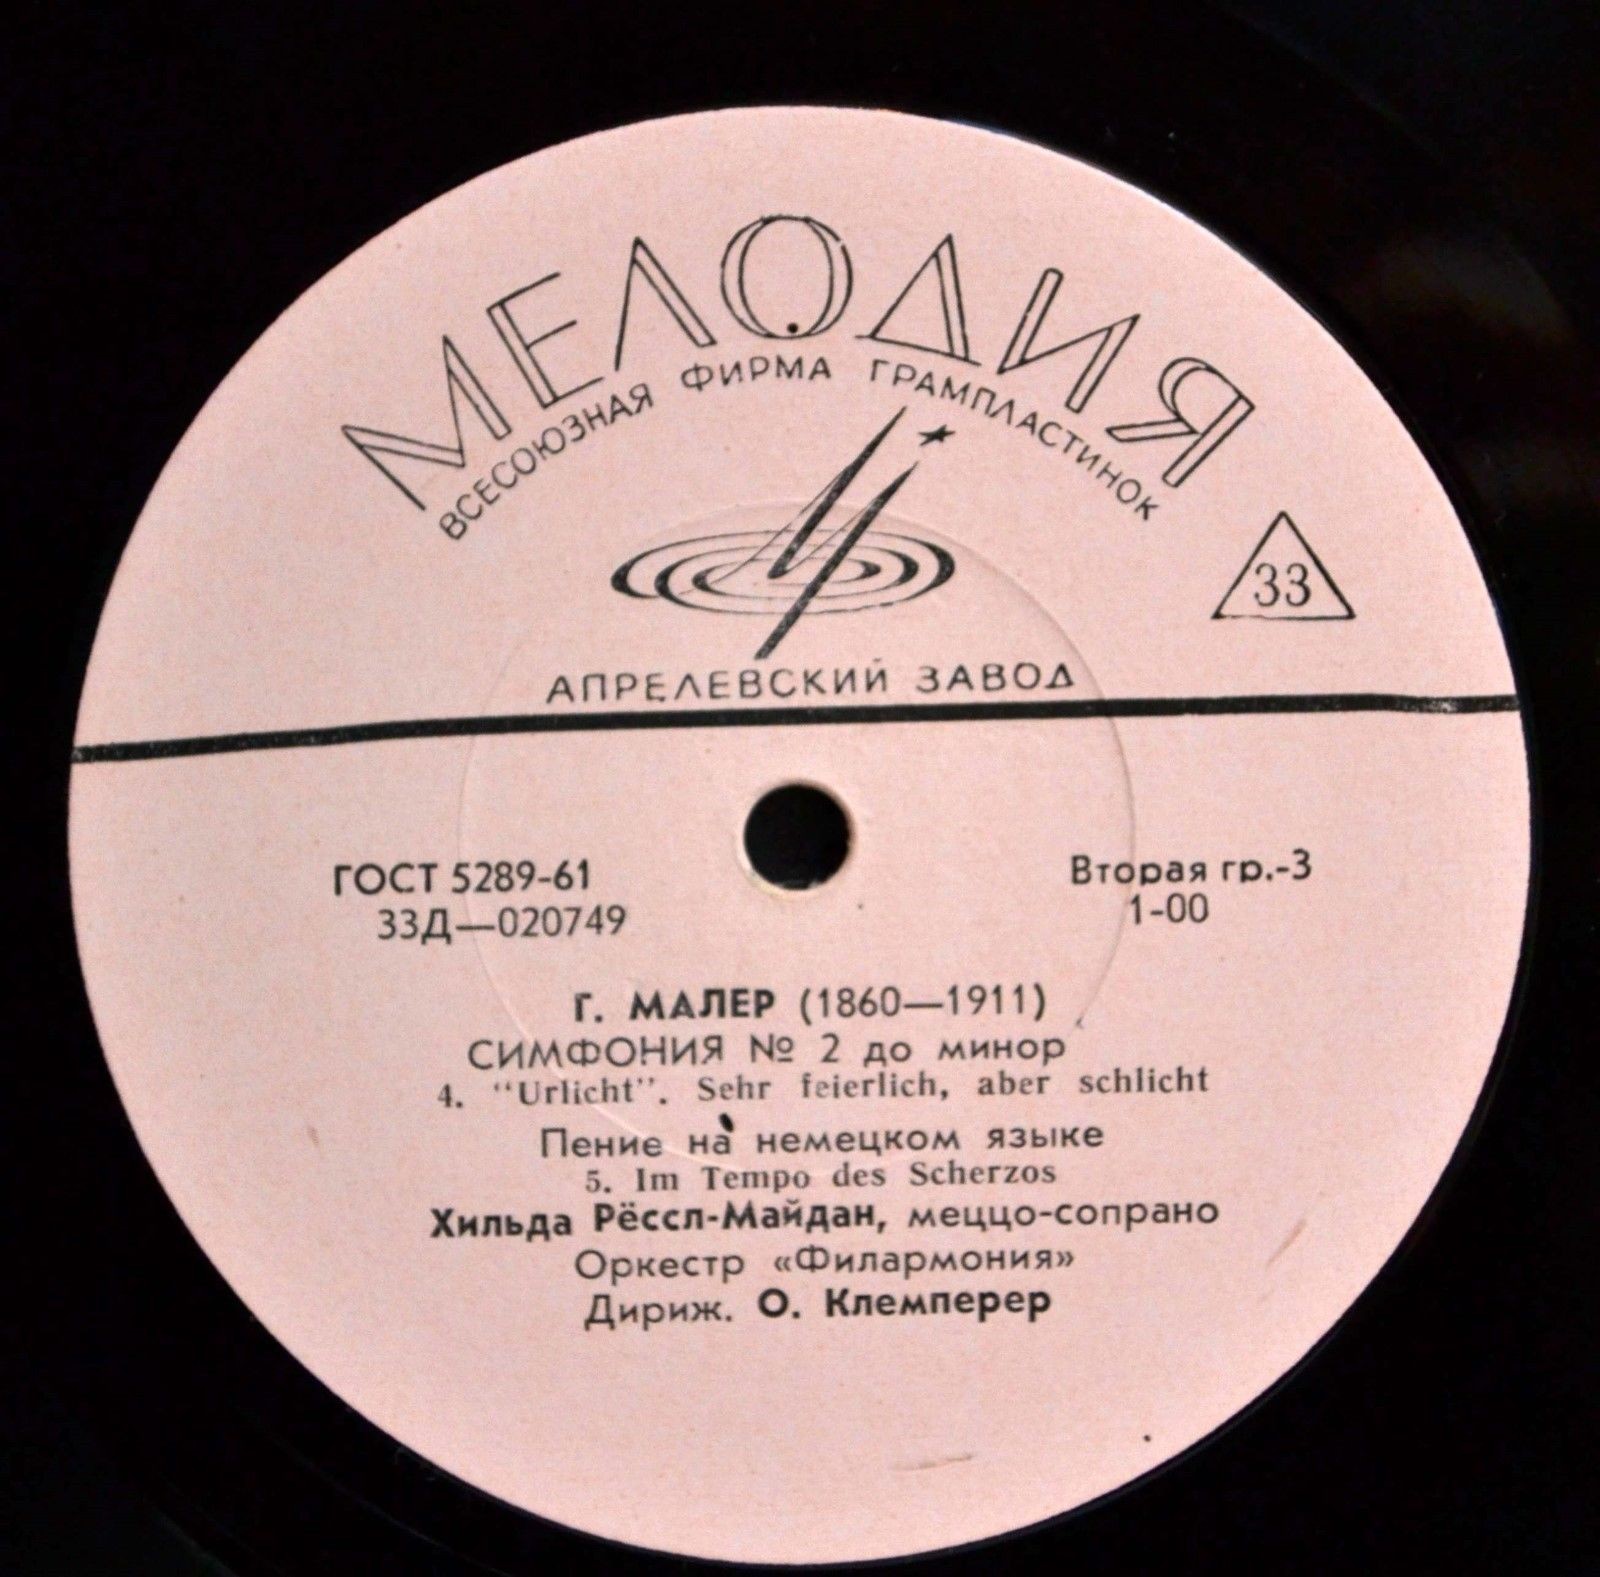 МЕЛОДИЯ
ВСЕСОЮЗНАЯ ФИРМА ГРАМПЛАСТИНОК
33
АПРЕЛЕВСКИЙ ЗАВОД
ГОСТ 5289-61
Вторая гр.-3
33Д—020749
1-00
Г. МАЛЕР (1860—1911)
СИМФОНИЯ № 2 до минор
4. "Urlicht". Sehr feierlich, aber schlicht
Пение на немецком языке
5. Im Tempo des Scherzos
Хильда Рёссл-Майдан, меццо-сопрано
Оркестр «Филармония»
Дириж. О. Клемперер